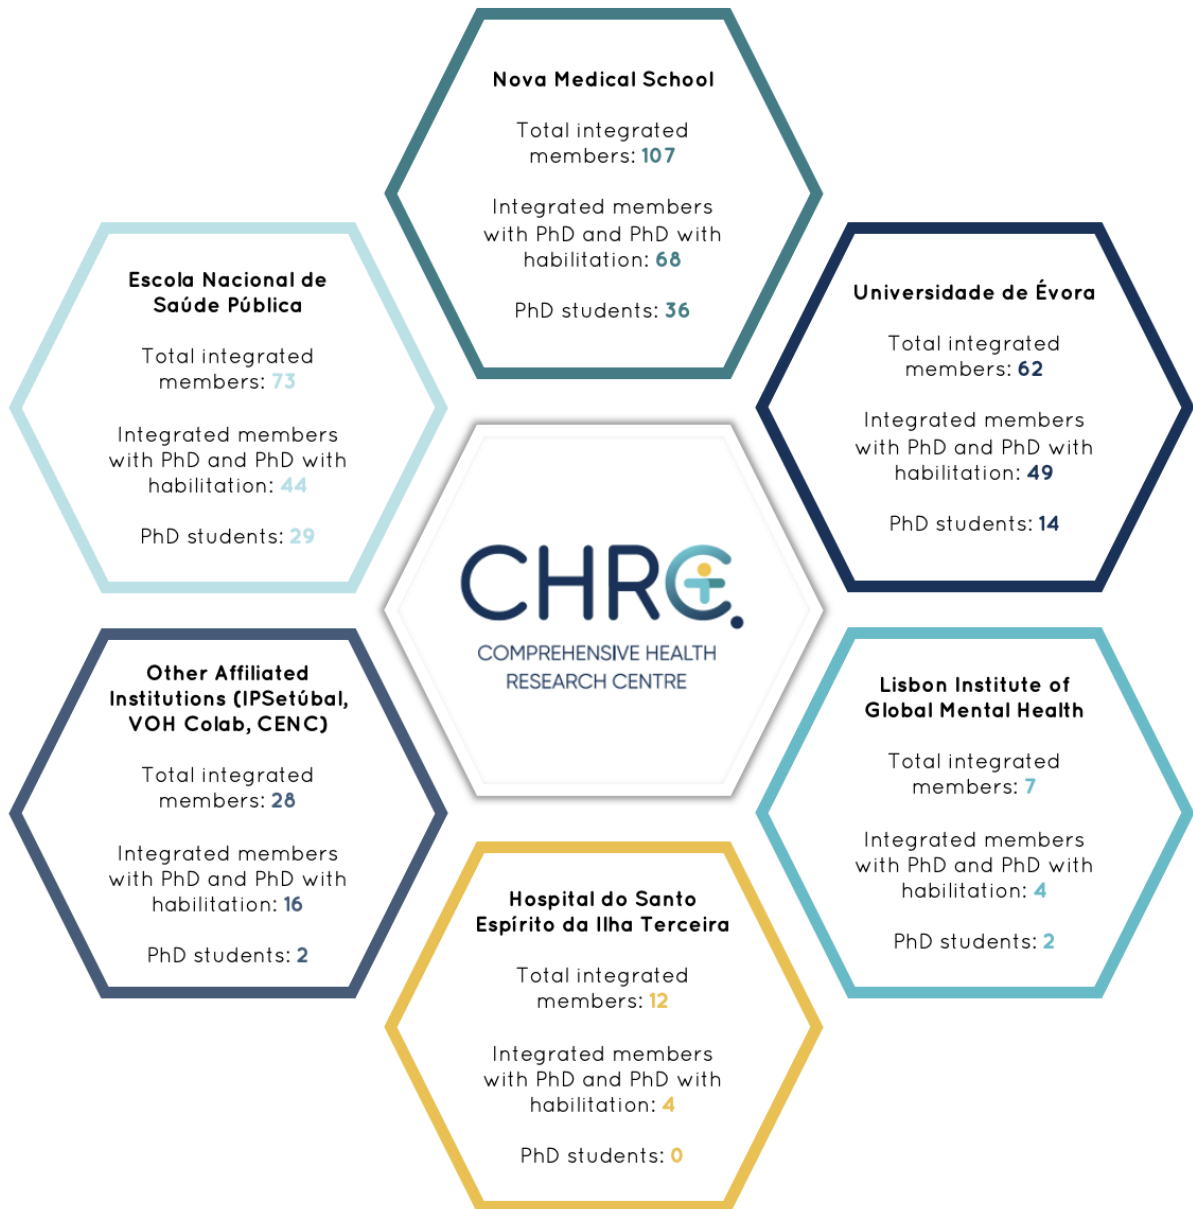 Nova Medical School
Total integrated
members: 107
Integrated members
with PhD and PhD with
habilitation: 68
PhD students: 36
Escola Nacional de
Saúde Pública
Total integrated
members: 73
Integrated members
with PhD and PhD with
habilitation: 44
PhD students: 29
Universidade de Évora
Total integrated
members: 62
Integrated members
with PhD and PhD with
habilitation: 49
PhD students: 14
CHRC.
COMPREHENSIVE HEALTH
RESEARCH CENTRE
Other Affiliated
Institutions (IPSetúbal,
VOH Colab, CENC)
Total integrated
members: 28
Integrated members
with PhD and PhD with
habilitation: 16
PhD students: 2
Lisbon Institute of
Global Mental Health
Total integrated
members: 7
Integrated members
with PhD and PhD with
habilitation: 4
PhD students: 2
Hospital do Santo
Espírito da Ilha Terceira
Total integrated
members: 12
Integrated members
with PhD and PhD with
habilitation: 4
PhD students: 0